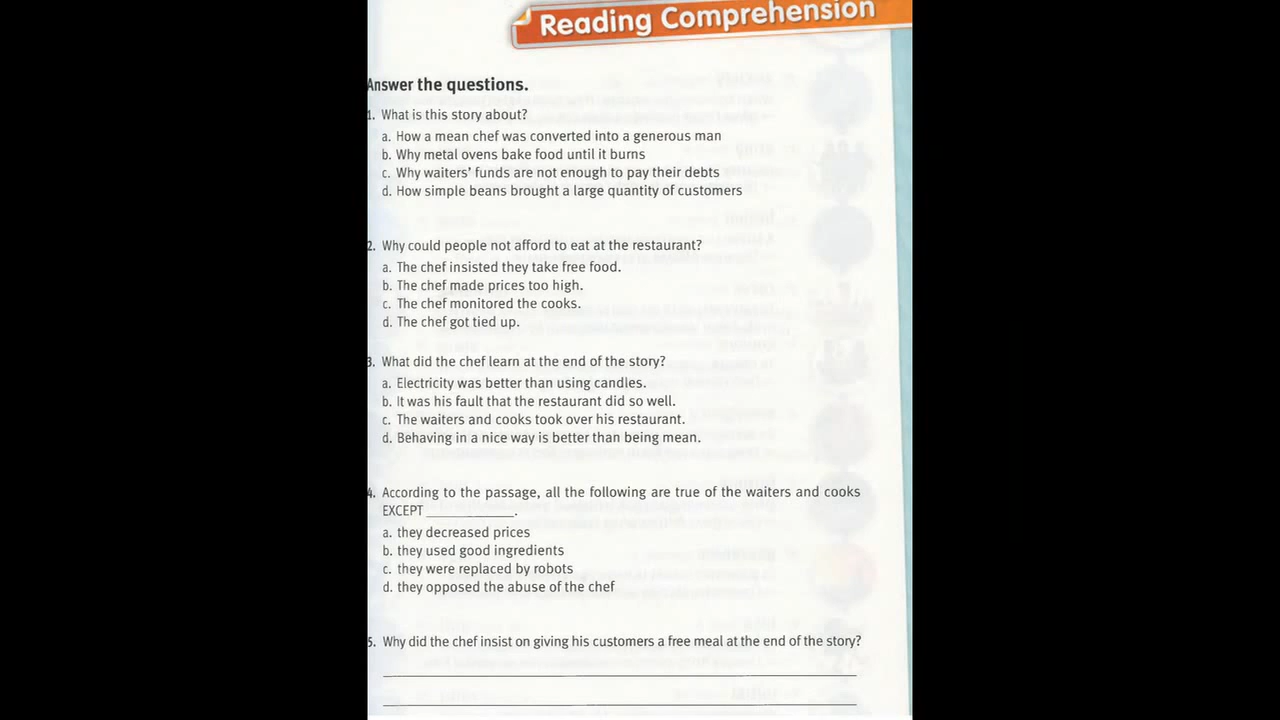 Reading Comprehension
Answer the questions.
1. What is this story about?
a. How a mean chef was converted into a generous man
b. Why metal ovens bake food until it burns
c. Why waiters' funds are not enough to pay their debts
d. How simple beans brought a large quantity of customers
2. Why could people not afford to eat at the restaurant?
a. The chef insisted they take free food.
b. The chef made prices too high.
c. The chef monitored the cooks.
d. The chef got tied up.
3. What did the chef learn at the end of the story?
a. Electricity was better than using candles.
b. It was his fault that the restaurant did so well.
c. The waiters and cooks took over his restaurant.
d. Behaving in a nice way is better than being mean.
4. According to the passage, all the following are true of the waiters and cooks
EXCEPT ____________.
a. they decreased prices
b. they used good ingredients
c. they were replaced by robots
d. they opposed the abuse of the chef
5. Why did the chef insist on giving his customers a free meal at the end of the story?